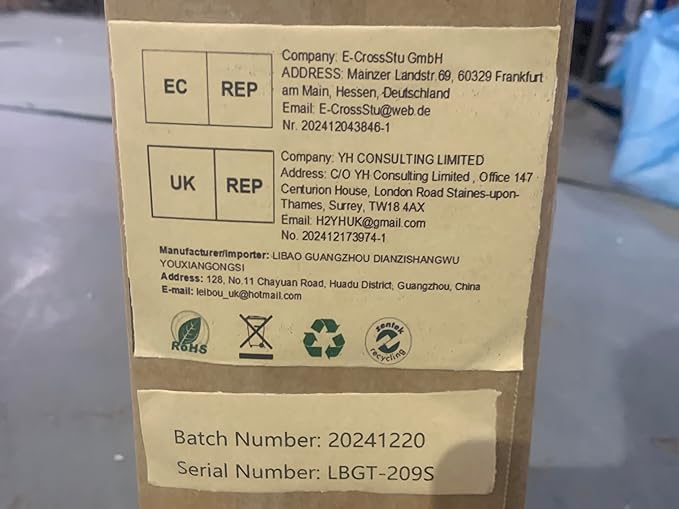 EC REP
Company: E-CrossStu GmbH
ADDRESS: Mainzer Landstr.69, 60329 Frankfurt
am Main, Hessen, Deutschland
Email: E-CrossStu@web.de
Nr. 202412043846-1
UK REP
Company: YH CONSULTING LIMITED
Address: C/O YH Consulting Limited , Office 147
Centurion House, London Road Staines-upon-
Thames, Surrey, TW18 4AX
Email: H2YHUK@gmail.com
No. 202412173974-1
Manufacturer/importer: LIBAO GUANGZHOU DIANZISHANGWU
YOUXIANGONGSI
Address: 128, No.11 Chayuan Road, Huadu District, Guangzhou, China
E-mail: leibou_uk@hotmail.com
RoHS
zentek
recycling
Batch Number: 20241220
Serial Number: LBGT-209S